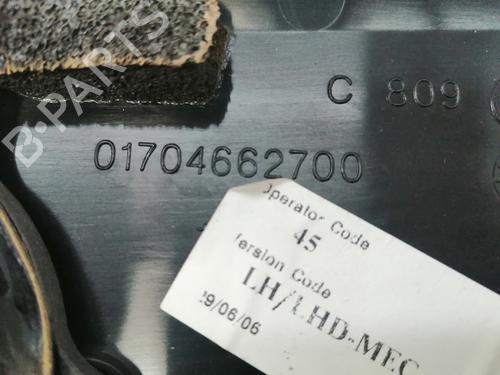 C 809
01704662700
B-PARTS
Operator Code
45
Version Code
LH/LHD-MEC
29/06/06